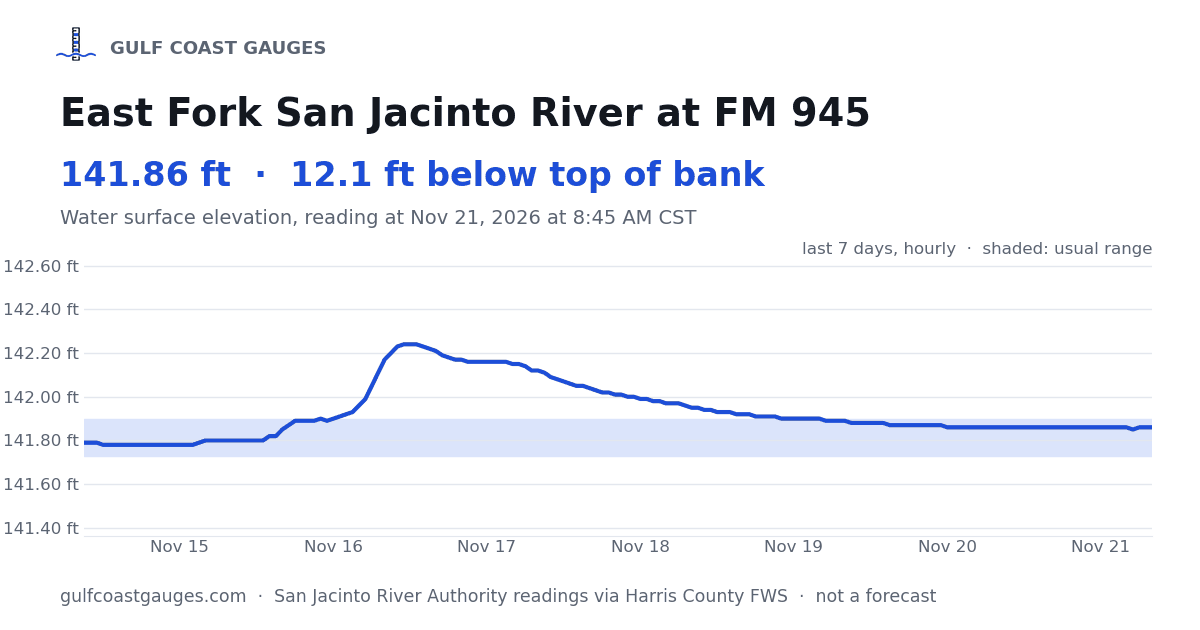 GULF COAST GAUGES
East Fork San Jacinto River at FM 945
141.86 ft · 12.1 ft below top of bank
Water surface elevation, reading at Nov 21, 2026 at 8:45 AM CST
last 7 days, hourly · shaded: usual range
142.60 ft
142.40 ft
142.20 ft
142.00 ft
141.80 ft
141.60 ft
141.40 ft
Nov 15 Nov 16 Nov 17 Nov 18 Nov 19 Nov 20 Nov 21
gulfcoastgauges.com · San Jacinto River Authority readings via Harris County FWS · not a forecast